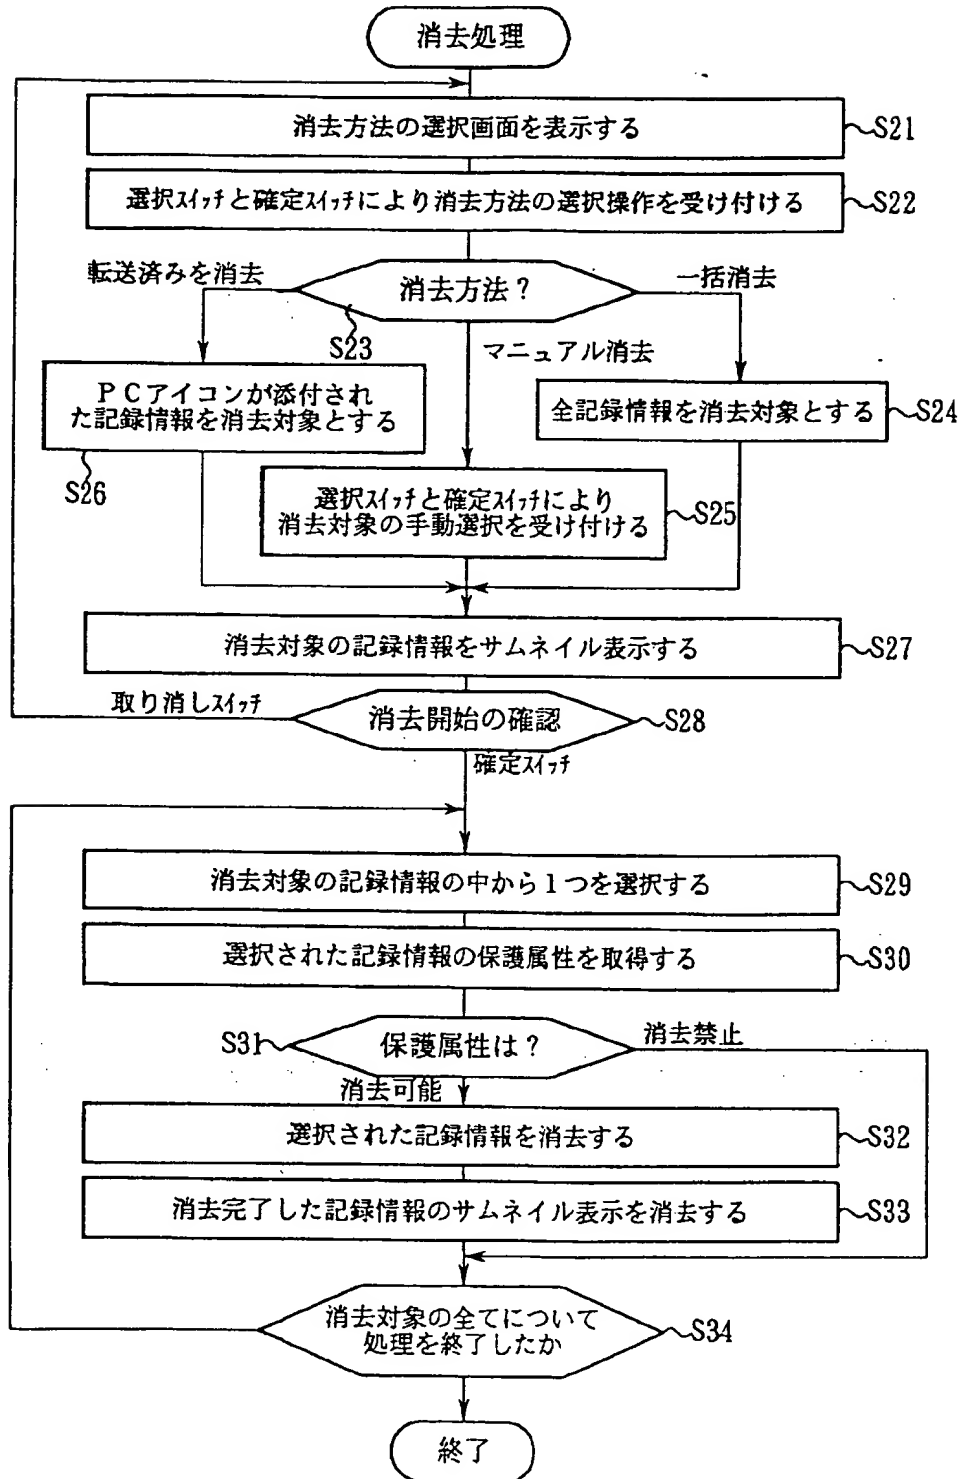 消去処理
消去方法の選択画面を表示する
S21
選択ｽｲｯﾁと確定ｽｲｯﾁにより消去方法の選択操作を受け付ける
S22
転送済みを消去
消去方法？
一括消去
S23
マニュアル消去
ＰＣアイコンが添付され
た記録情報を消去対象とする
S26
全記録情報を消去対象とする
S24
選択ｽｲｯﾁと確定ｽｲｯﾁにより
消去対象の手動選択を受け付ける
S25
消去対象の記録情報をサムネイル表示する
S27
取り消しｽｲｯﾁ
消去開始の確認
S28
確定ｽｲｯﾁ
消去対象の記録情報の中から１つを選択する
S29
選択された記録情報の保護属性を取得する
S30
S31
保護属性は？
消去禁止
消去可能
選択された記録情報を消去する
S32
消去完了した記録情報のサムネイル表示を消去する
S33
消去対象の全てについて
処理を終了したか
S34
終了